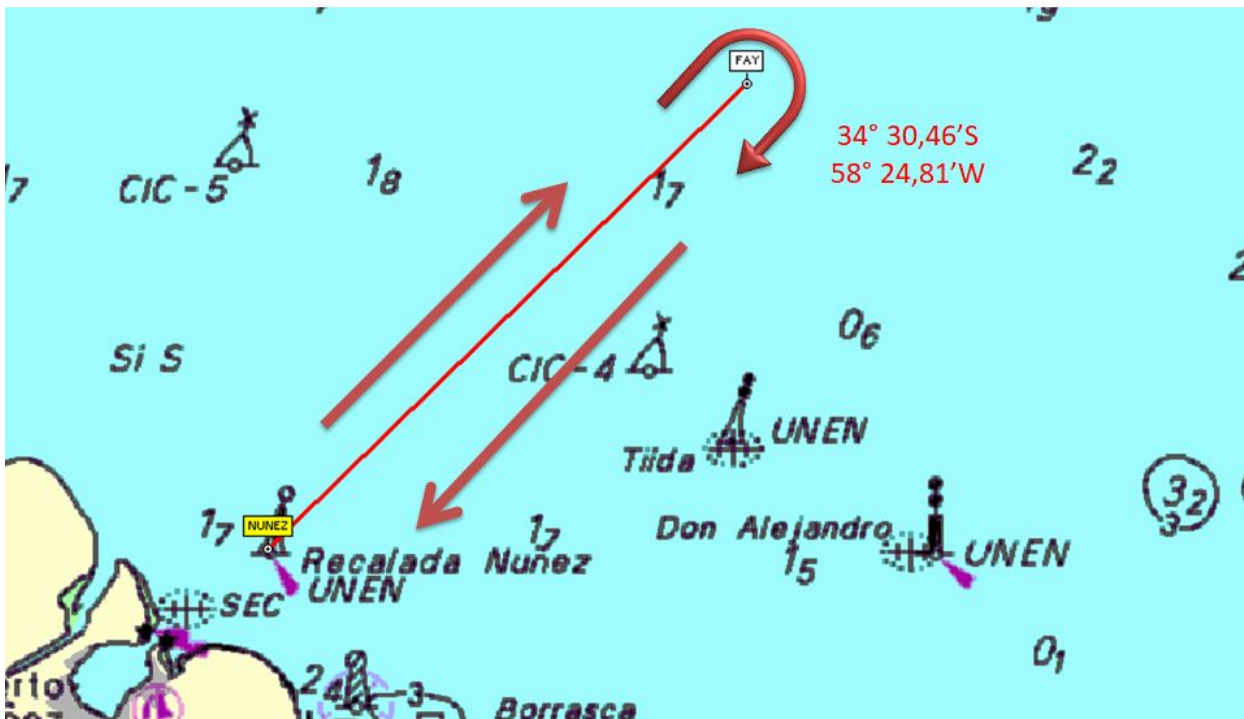 FAY
34° 30,46'S
58° 24,81'W
CIC-5
1₈
1₇
2₂
Si S
CIC-4
0₆
UNEN
Tiida
NUNEZ
1₇
1₇
Recalada Nuñez
UNEN
SEC
Don Alejandro
1₅
UNEN
3₂
3
0₁
2₄
3
Borrasca